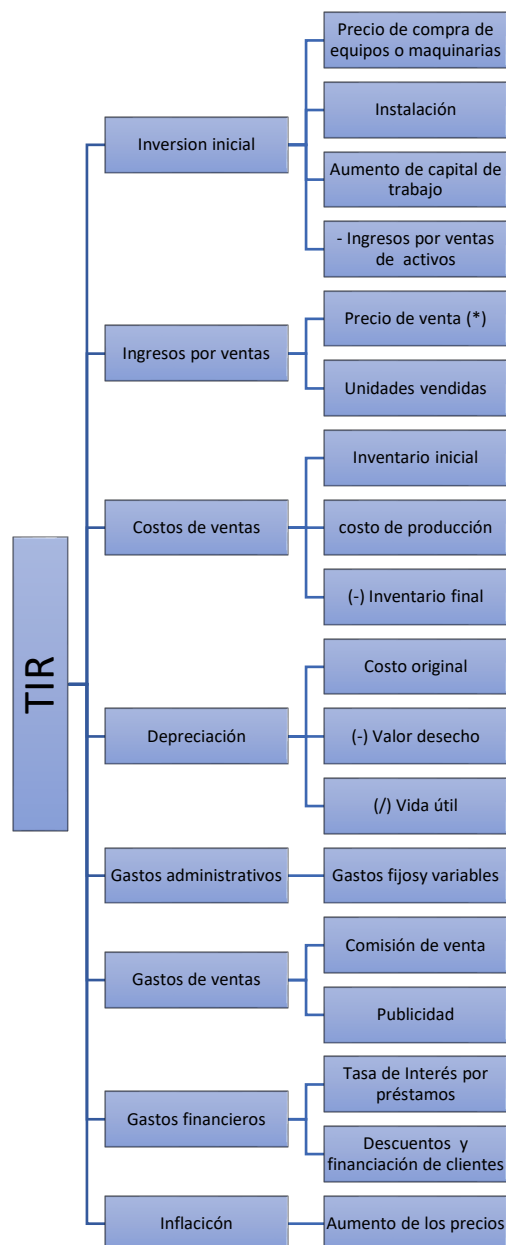 TIR
Inversion inicial
Precio de compra de
equipos o maquinarias
Instalación
Aumento de capital de
trabajo
- Ingresos por ventas
de activos
Ingresos por ventas
Precio de venta (*)
Unidades vendidas
Costos de ventas
Inventario inicial
costo de producción
(-) Inventario final
Depreciación
Costo original
(-) Valor desecho
(/) Vida útil
Gastos administrativos
Gastos fijosy variables
Gastos de ventas
Comisión de venta
Publicidad
Gastos financieros
Tasa de Interés por
préstamos
Descuentos y
financiación de clientes
Inflacicón
Aumento de los precios